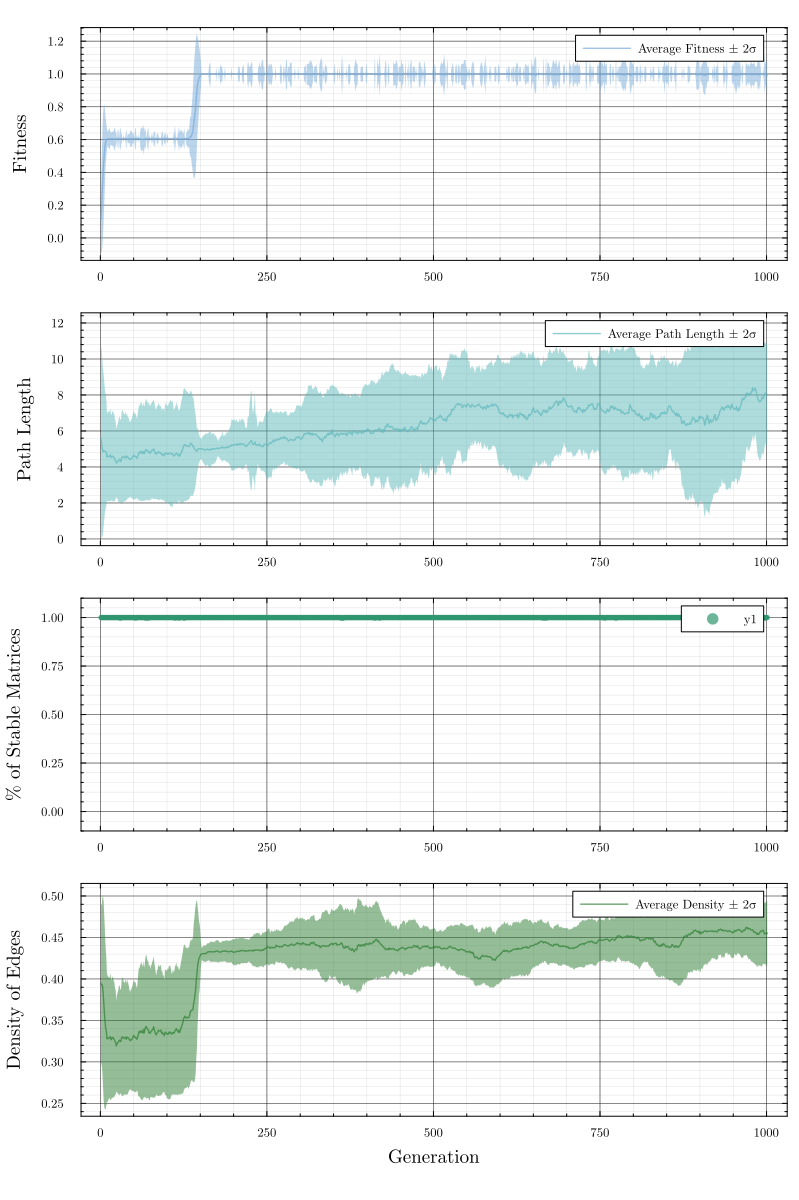 Fitness
1.2
1.0
0.8
0.6
0.4
0.2
0.0
Average Fitness ± 2σ
0 250 500 750 1000
Path Length
12
10
8
6
4
2
0
Average Path Length ± 2σ
0 250 500 750 1000
% of Stable Matrices
1.00
0.75
0.50
0.25
0.00
y1
0 250 500 750 1000
Density of Edges
0.50
0.45
0.40
0.35
0.30
0.25
Average Density ± 2σ
0 250 500 750 1000
Generation